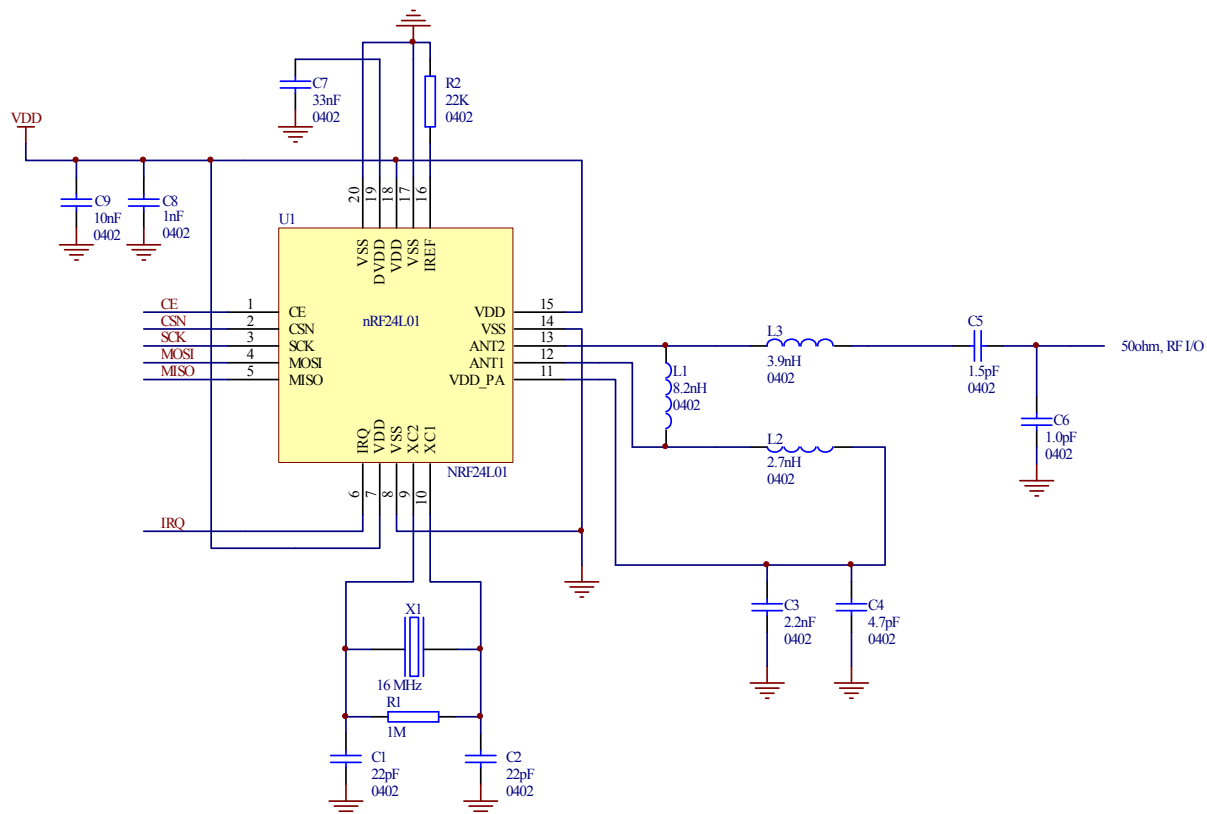 C7
33nF
0402
R2
22K
0402
VDD
C9
10nF
0402
C8
1nF
0402
20
19
18
17
16
U1
VSS
DVDD
VDD
VSS
IREF
CE
CSN
SCK
MOSI
MISO
1
2
3
4
5
CE
CSN
SCK
MOSI
MISO
nRF24L01
VDD
VSS
ANT2
ANT1
VDD_PA
15
14
13
12
11
L3
3.9nH
0402
C5
1.5pF
0402
50ohm, RF I/O
L1
8.2nH
0402
C6
1.0pF
0402
L2
2.7nH
0402
IRQ
VDD
VSS
XC2
XC1
NRF24L01
6
7
8
9
10
IRQ
X1
16 MHz
C3
2.2nF
0402
C4
4.7pF
0402
R1
1M
C1
22pF
0402
C2
22pF
0402